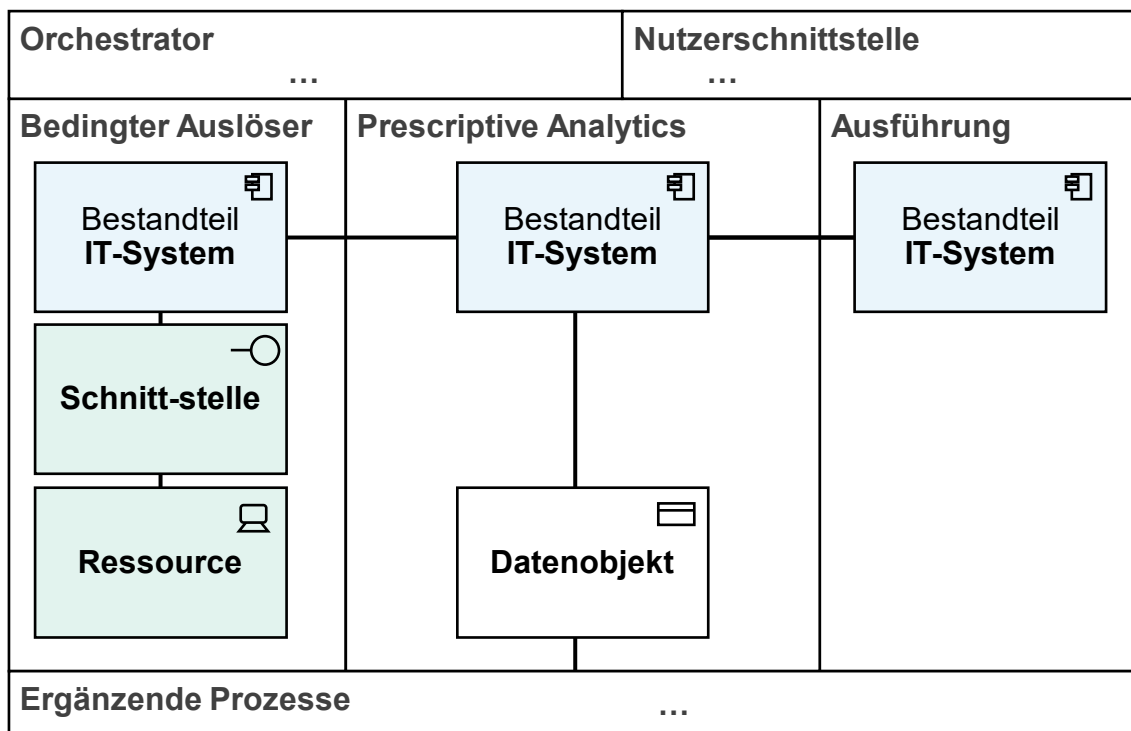 Orchestrator
…
Nutzerschnittstelle
…
Bedingter Auslöser
Bestandteil
IT-System
Schnitt-stelle
Ressource
Prescriptive Analytics
Bestandteil
IT-System
Datenobjekt
Ausführung
Bestandteil
IT-System
Ergänzende Prozesse
…